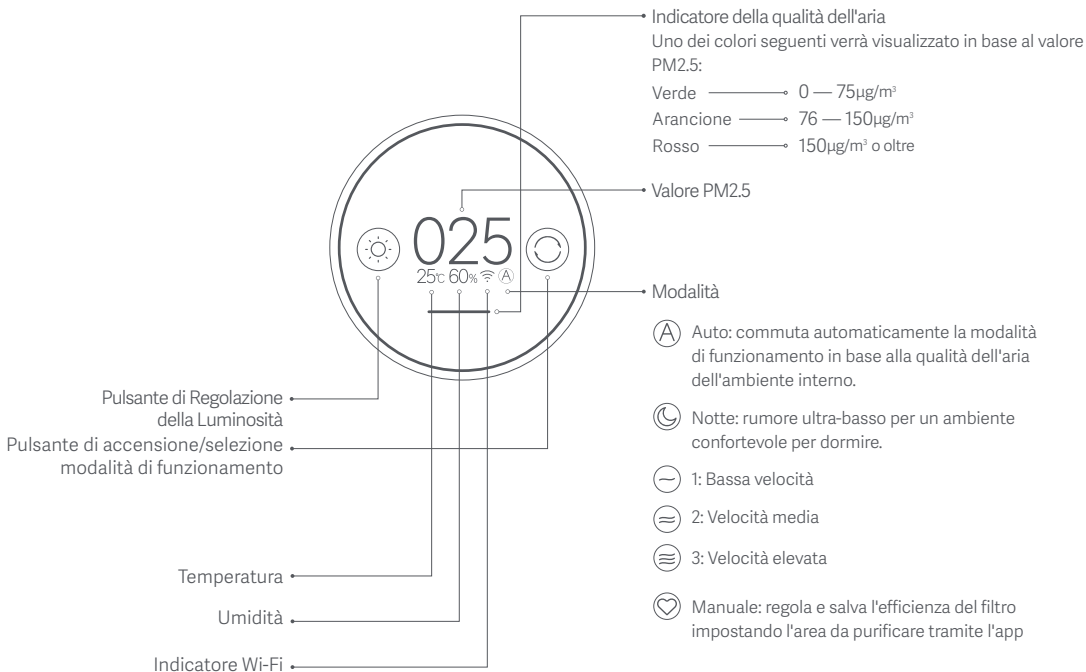 Indicatore della qualità dell'aria
Uno dei colori seguenti verrà visualizzato in base al valore
PM2.5:
Verde 0 — 75μg/m³
Arancione 76 — 150μg/m³
Rosso 150μg/m³ o oltre
Valore PM2.5
025
25℃ 60% A
Modalità
A Auto: commuta automaticamente la modalità
di funzionamento in base alla qualità dell'aria
dell'ambiente interno.
Notte: rumore ultra-basso per un ambiente
confortevole per dormire.
1: Bassa velocità
2: Velocità media
3: Velocità elevata
Manuale: regola e salva l'efficienza del filtro
impostando l'area da purificare tramite l'app
Pulsante di Regolazione
della Luminosità
Pulsante di accensione/selezione
modalità di funzionamento
Temperatura
Umidità
Indicatore Wi-Fi